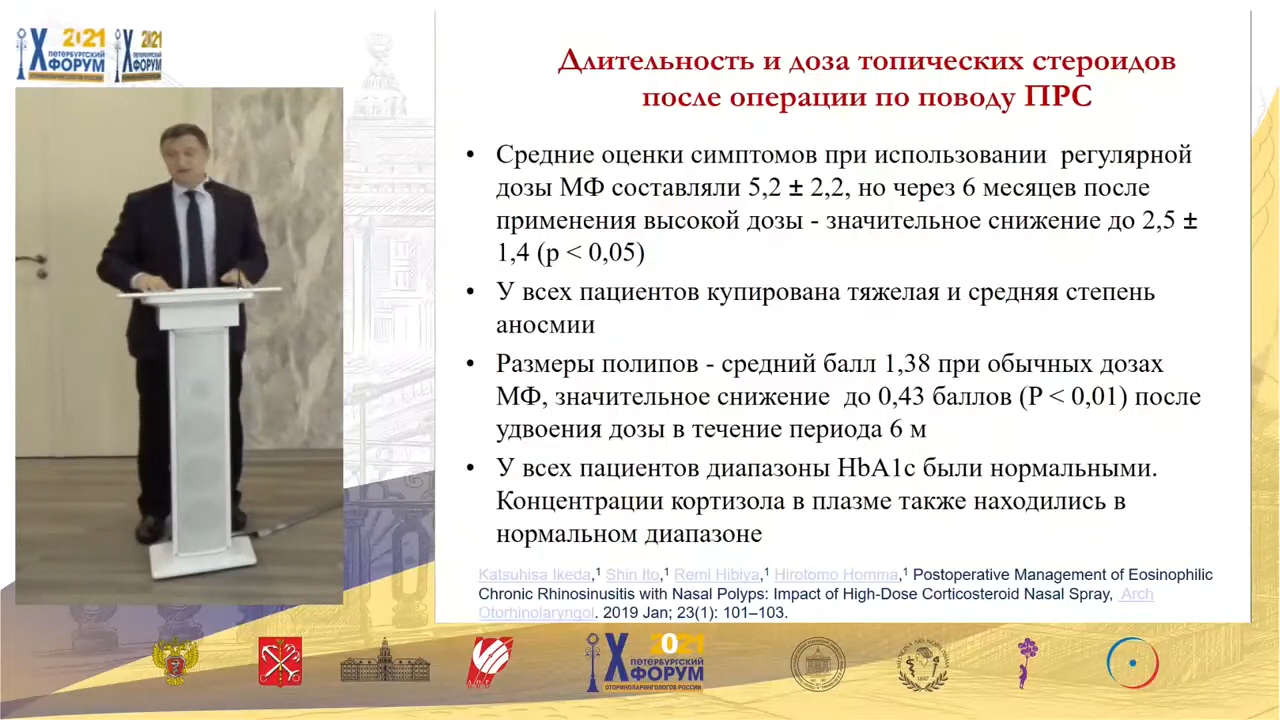 X 2021
ПЕТЕРБУРГСКИЙ
ФОРУМ
ОТОРИНОЛАРИНГОЛОГОВ РОССИИ
X 2021
ПЕТЕРБУРГСКИЙ
ФОРУМ
Длительность и доза топических стероидов
после операции по поводу ПРС
• Средние оценки симптомов при использовании регулярной
дозы МФ составляли 5,2 ± 2,2, но через 6 месяцев после
применения высокой дозы - значительное снижение до 2,5 ±
1,4 (p < 0,05)
• У всех пациентов купирована тяжелая и средняя степень
аносмии
• Размеры полипов - средний балл 1,38 при обычных дозах
МФ, значительное снижение до 0,43 баллов (P < 0,01) после
удвоения дозы в течение периода 6 м
• У всех пациентов диапазоны HbA1c были нормальными.
Концентрации кортизола в плазме также находились в
нормальном диапазоне
Katsuhisa Ikeda,1 Shin Ito,1 Remi Hibiya,1 Hirotomo Homma,1 Postoperative Management of Eosinophilic
Chronic Rhinosinusitis with Nasal Polyps: Impact of High-Dose Corticosteroid Nasal Spray, Arch
Otorhinolaryngol. 2019 Jan; 23(1): 101–103.
X 2021
ПЕТЕРБУРГСКИЙ
ФОРУМ
ОТОРИНОЛАРИНГОЛОГОВ РОССИИ